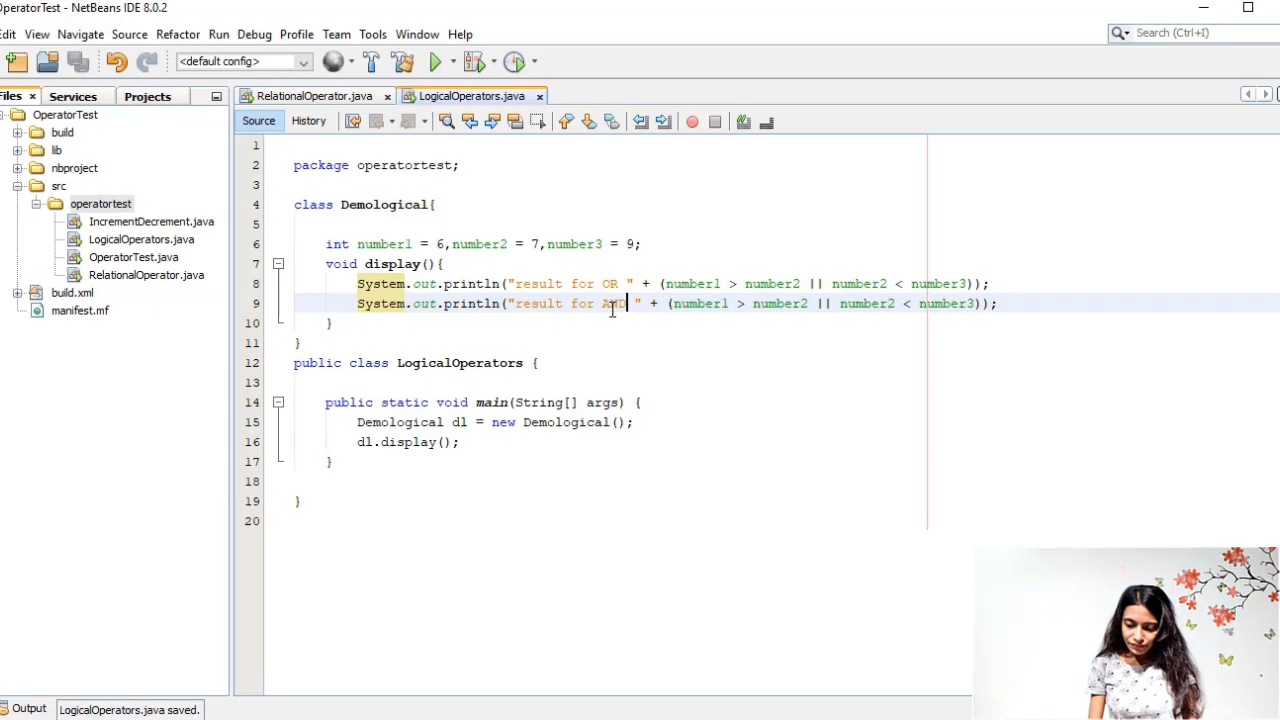 OperatorTest - NetBeans IDE 8.0.2
Edit View Navigate Source Refactor Run Debug Profile Team Tools Window Help
Search (Ctrl+I)
<default config>
Files Services Projects
RelationalOperator.java LogicalOperators.java
Source History
OperatorTest
build
lib
nbproject
src
operatortest
IncrementDecrement.java
LogicalOperators.java
OperatorTest.java
RelationalOperator.java
build.xml
manifest.mf
1
2 package operatortest;
3
4 class Demological{
5
6 int number1 = 6,number2 = 7,number3 = 9;
7 void display(){
8 System.out.println("result for OR " + (number1 > number2 || number2 < number3));
9 System.out.println("result for AND " + (number1 > number2 || number2 < number3));
10 }
11 }
12 public class LogicalOperators {
13
14 public static void main(String[] args) {
15 Demological dl = new Demological();
16 dl.display();
17 }
18
19 }
20
Output LogicalOperators.java saved.